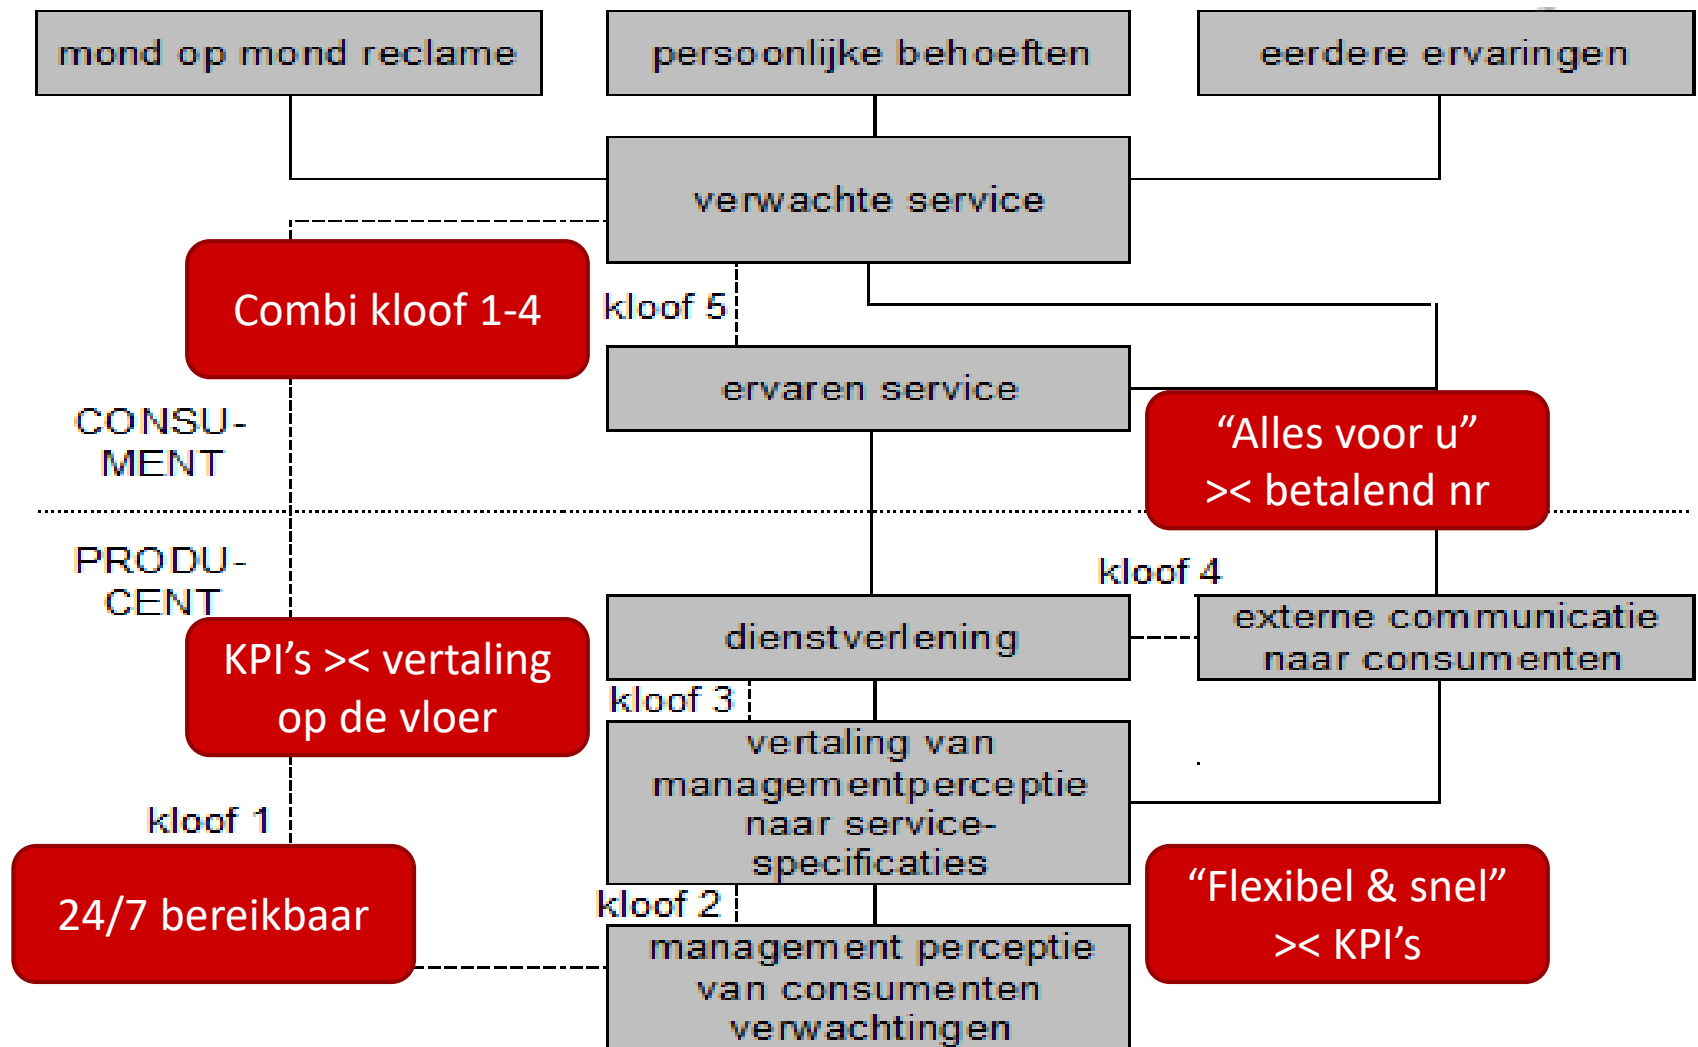 mond op mond reclame
persoonlijke behoeften
eerdere ervaringen
verwachte service
Combi kloof 1-4
kloof 5
ervaren service
CONSU-
MENT
“Alles voor u”
>< betalend nr
PRODU-
CENT
kloof 4
dienstverlening
externe communicatie
naar consumenten
KPI’s >< vertaling
op de vloer
kloof 3
vertaling van
managementperceptie
naar service-
specificaties
kloof 1
24/7 bereikbaar
“Flexibel & snel”
>< KPI’s
kloof 2
management perceptie
van consumenten
verwachtingen